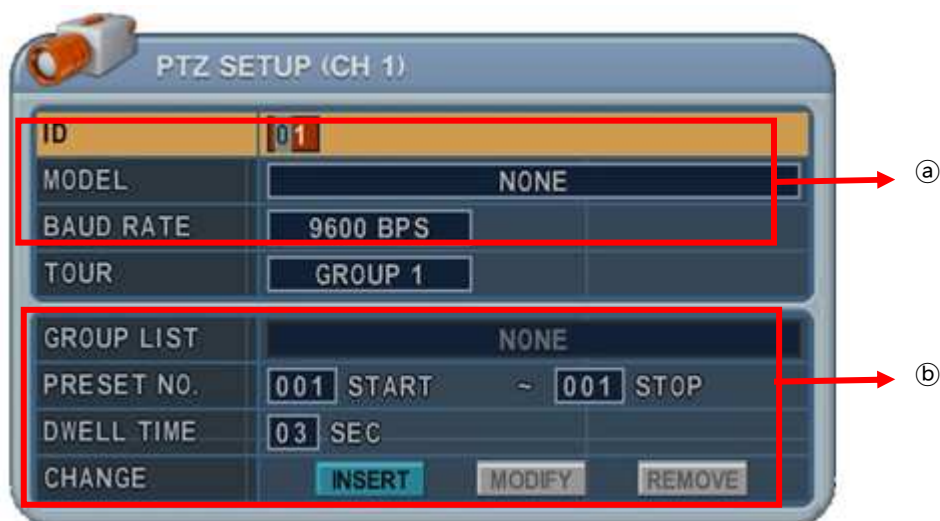 PTZ SETUP (CH 1)
ID 01
MODEL NONE ⓐ
BAUD RATE 9600 BPS
TOUR GROUP 1
GROUP LIST NONE
PRESET NO. 001 START ~ 001 STOP ⓑ
DWELL TIME 03 SEC
CHANGE INSERT MODIFY REMOVE